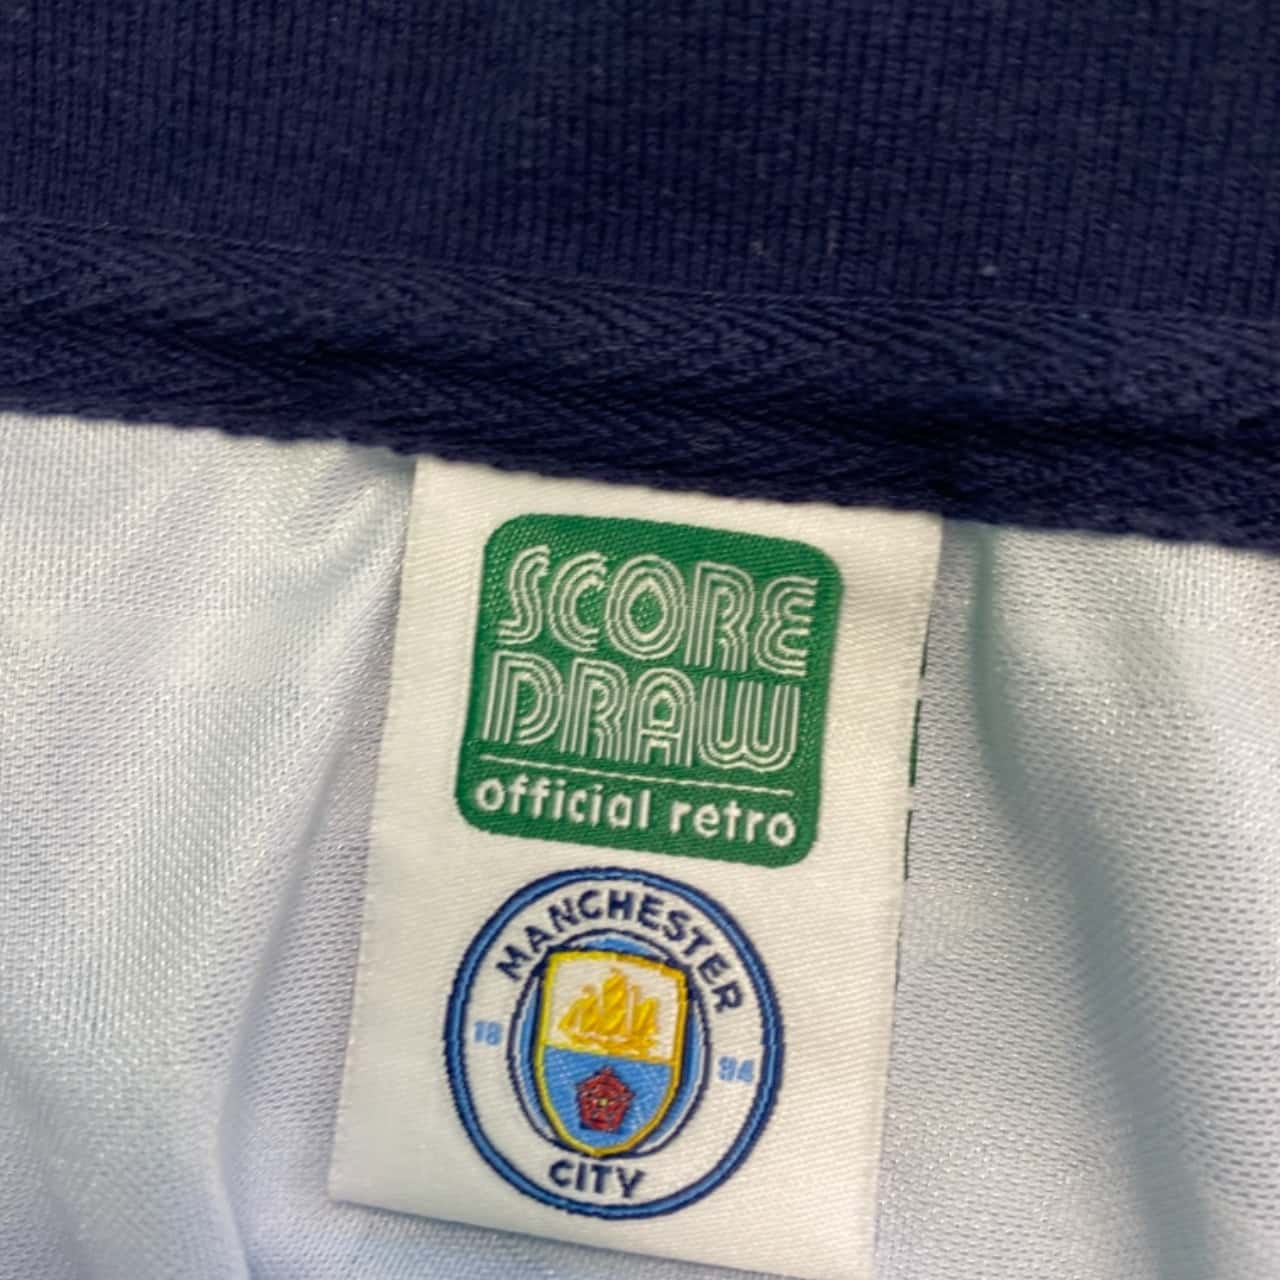 SCORE
DRAW
official retro
MANCHESTER
18 94
CITY